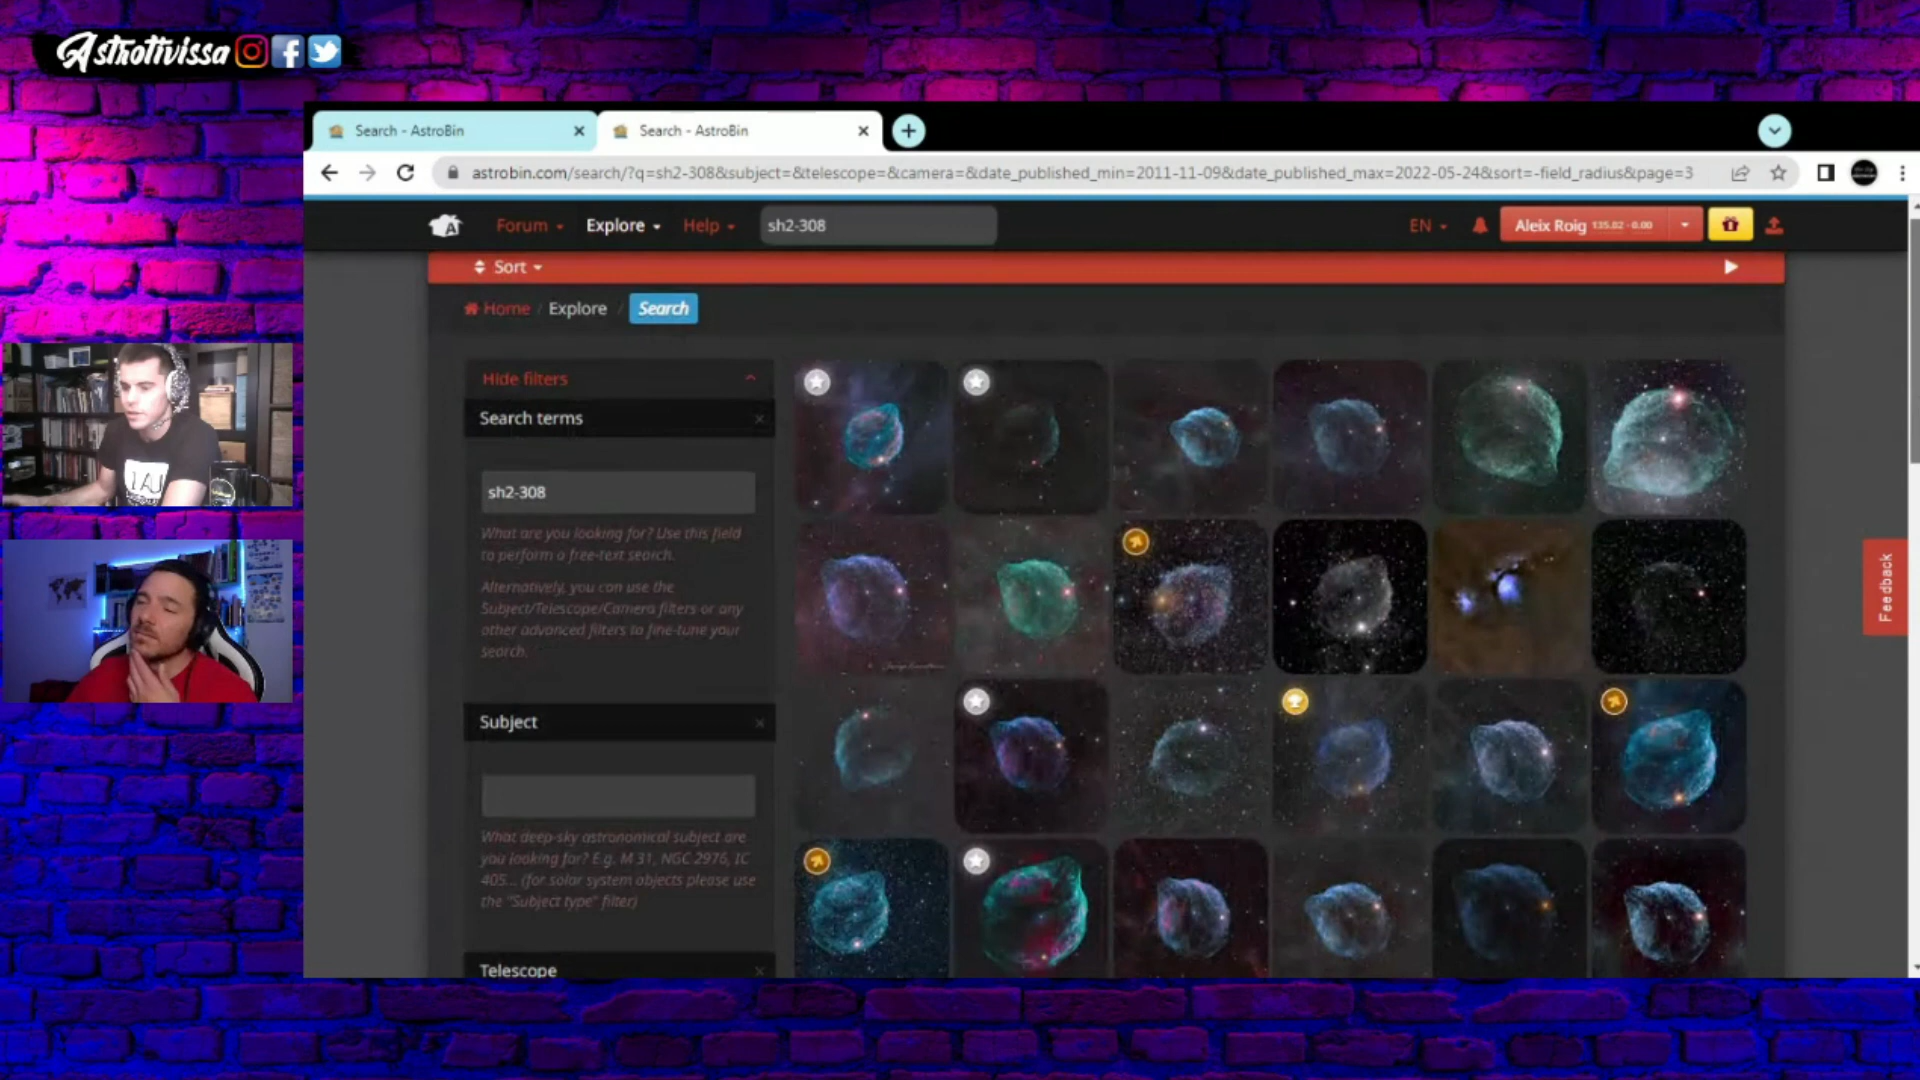 Astrotivissa
Search - AstroBin
Search - AstroBin
astrobin.com/search/?q=sh2-308&subject=&telescope=&camera=&date_published_min=2011-11-09&date_published_max=2022-05-24&sort=-field_radius&page=3
Forum
Explore
Help
sh2-308
EN
Aleix Roig 135.82 · 0.00
Sort
Home / Explore / Search
Hide filters
Search terms
sh2-308
What are you looking for? Use this field
to perform a free-text search.
Alternatively, you can use the
Subject/Telescope/Camera filters or any
other advanced filters to fine-tune your
search.
Subject
What deep-sky astronomical subject are
you looking for? E.g. M 31, NGC 2976, IC
405... (for solar system objects please use
the "Subject type" filter)
Telescope
Feedback